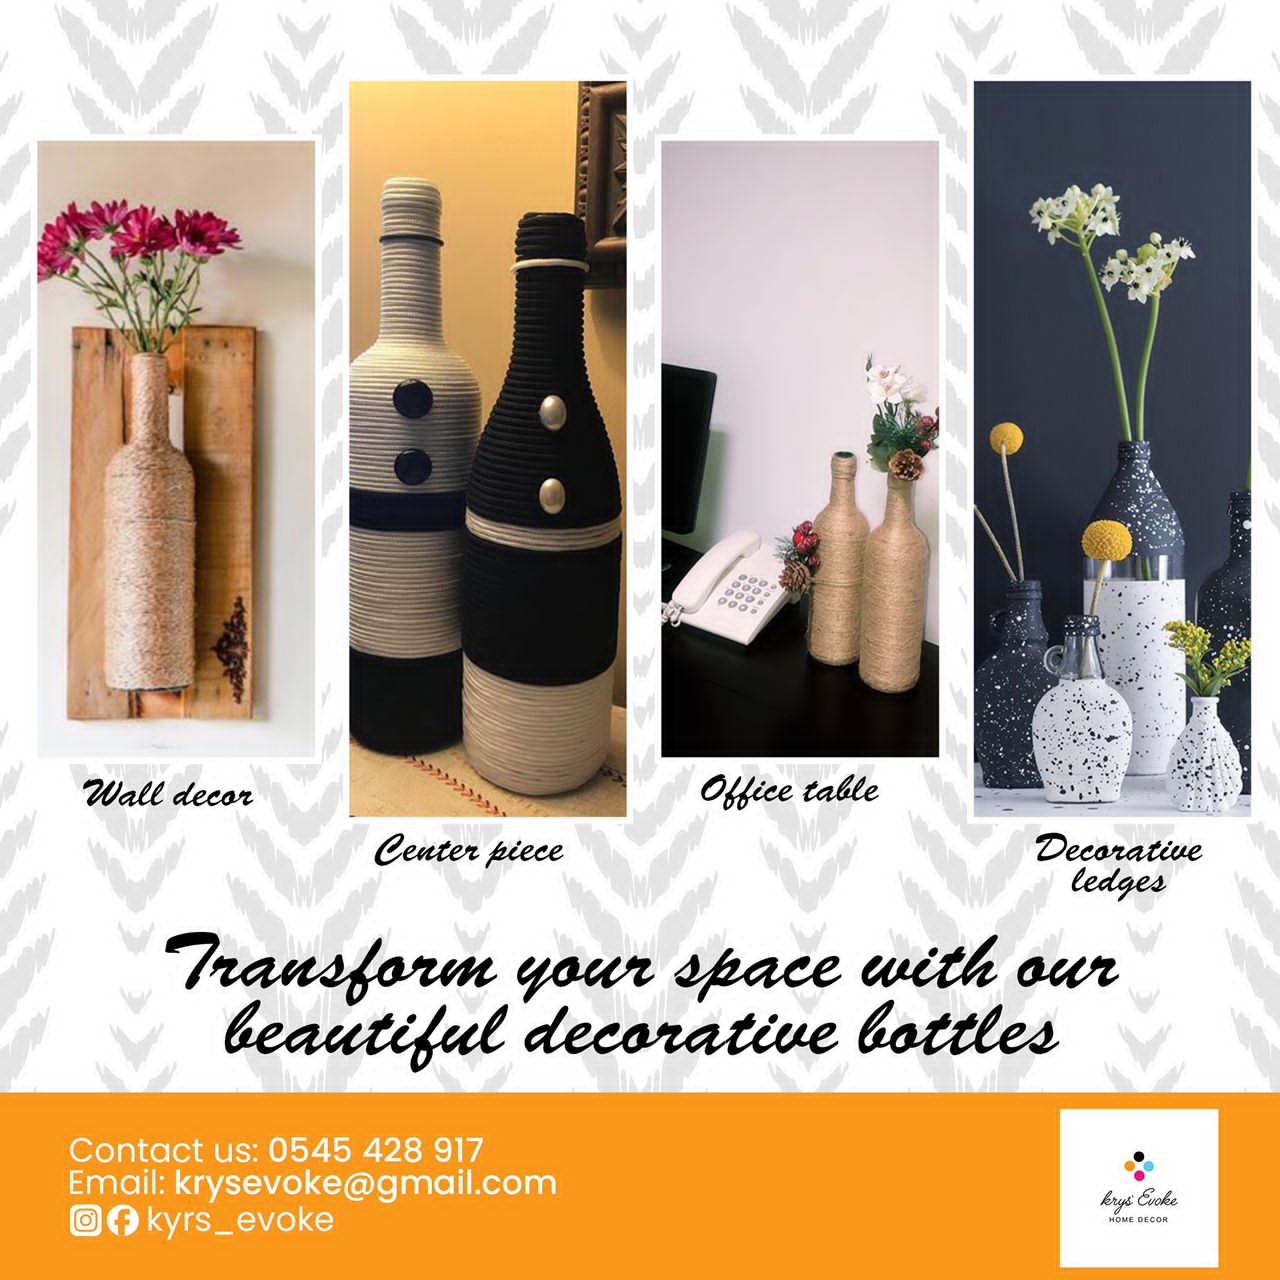 Wall decor
Center piece
Office table
Decorative
ledges
Transform your space with our
beautiful decorative bottles
Contact us: 0545 428 917
Email: krysevoke@gmail.com
kyrs_evoke
krys' Evoke
HOME DECOR